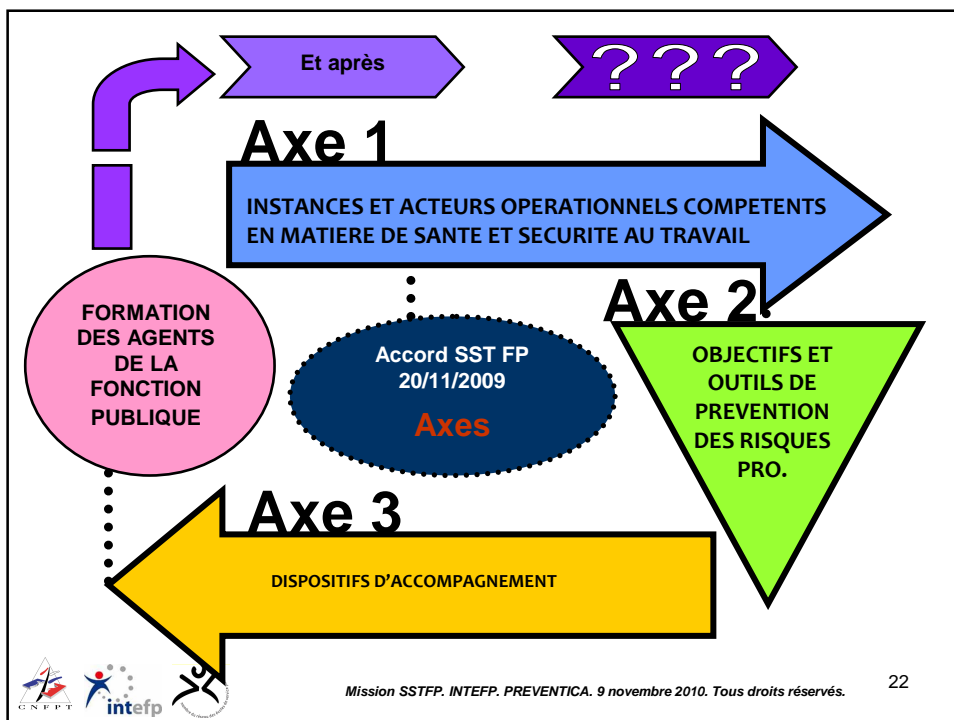 Et après
? ? ?
Axe 1
INSTANCES ET ACTEURS OPERATIONNELS COMPETENTS
EN MATIERE DE SANTE ET SECURITE AU TRAVAIL
Axe 2
FORMATION
DES AGENTS
DE LA
FONCTION
PUBLIQUE
Accord SST FP
20/11/2009
Axes
OBJECTIFS ET
OUTILS DE
PREVENTION
DES RISQUES
PRO.
Axe 3
DISPOSITIFS D'ACCOMPAGNEMENT
CNFPT
intefp
Mission SSTFP. INTEFP. PREVENTICA. 9 novembre 2010. Tous droits réservés.
22